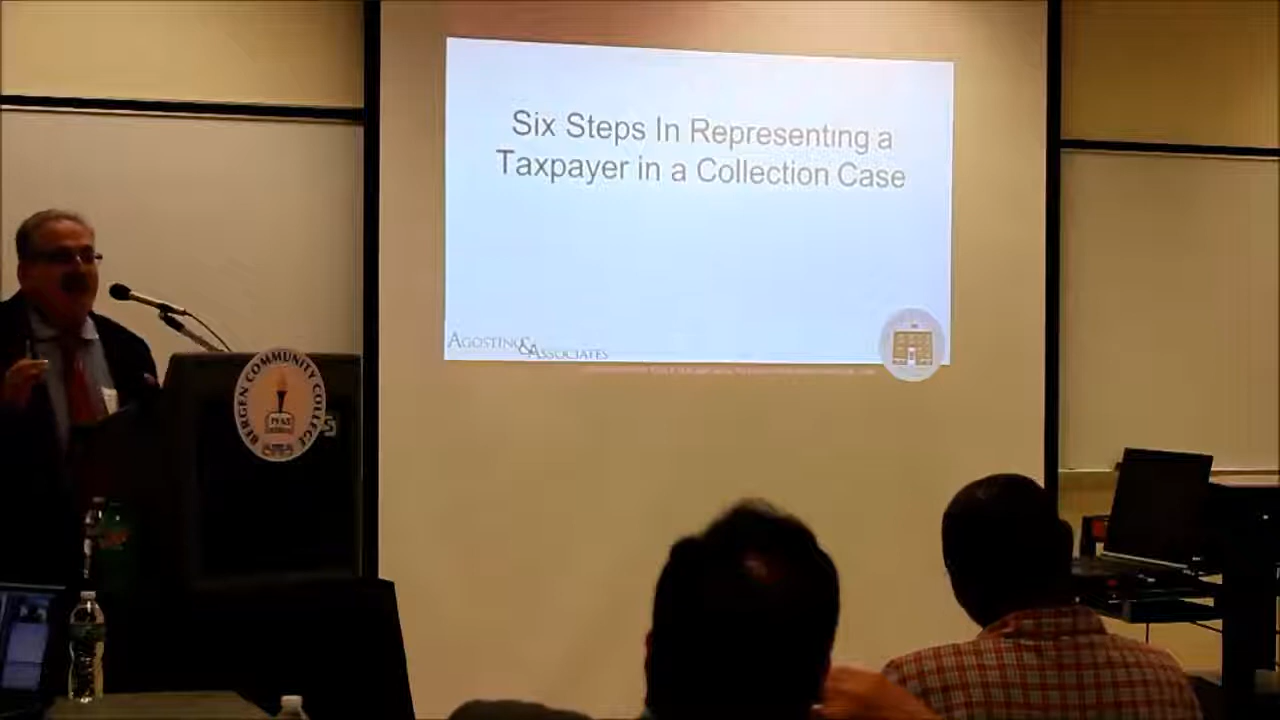 Six Steps In Representing a
Taxpayer in a Collection Case
AGOSTINO & ASSOCIATES
BERGEN COMMUNITY COLLEGE